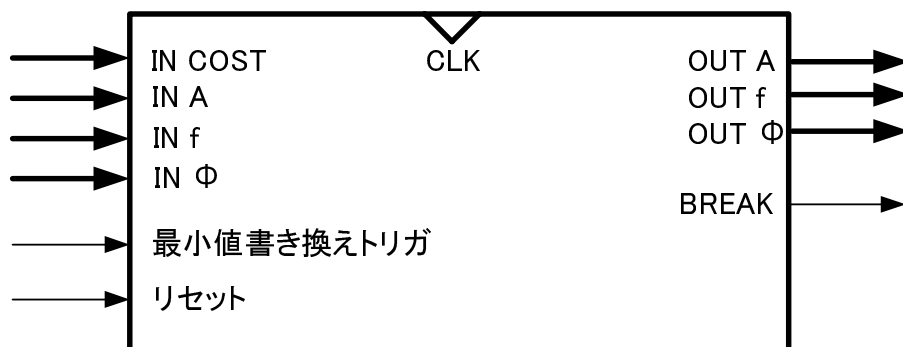 IN COST
CLK
OUT A
IN A
OUT f
IN f
OUT Φ
IN Φ
BREAK
最小値書き換えトリガ
リセット